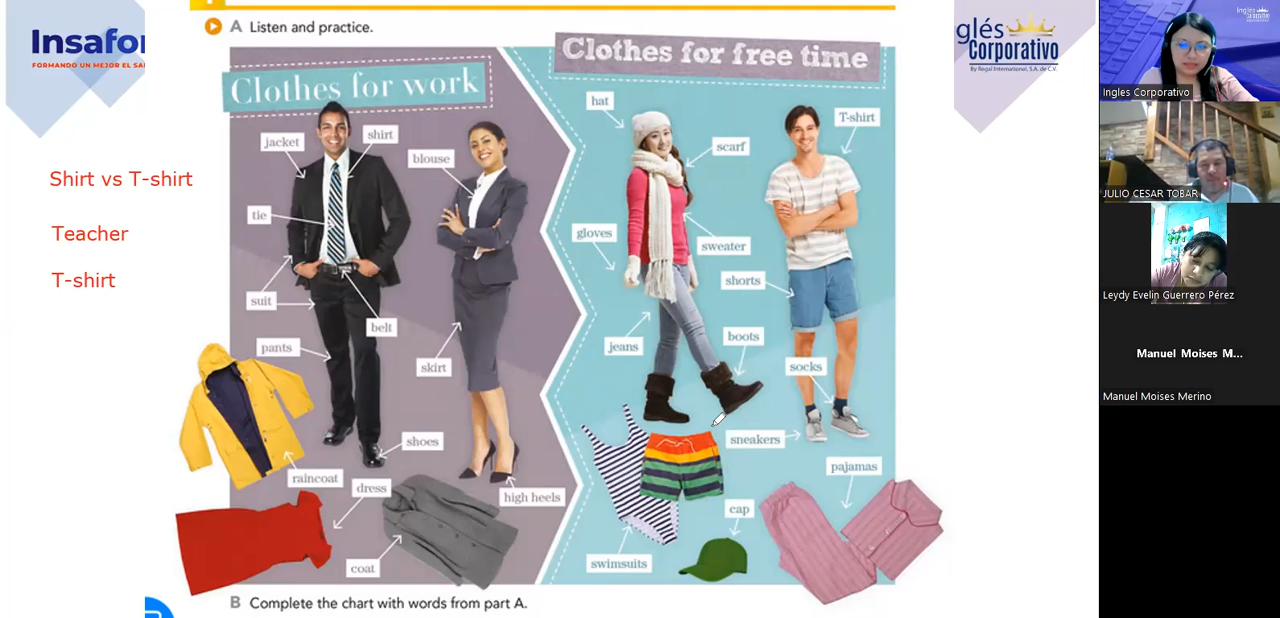 Insafo
FORMANDO UN MEJOR EL SA
A Listen and practice.
glés
Corporativo
By Regal International, S.A. de C.V.
Clothes for work
Clothes for free time
jacket
shirt
blouse
tie
suit
belt
pants
skirt
shoes
raincoat
dress
high heels
coat
hat
T-shirt
scarf
gloves
sweater
shorts
jeans
boots
socks
sneakers
pajamas
cap
swimsuits
Shirt vs T-shirt
Teacher
T-shirt
B Complete the chart with words from part A.
Ingles Corporativo
JULIO CESAR TOBAR
Leydy Evelin Guerrero Pérez
Manuel Moises M...
Manuel Moises Merino